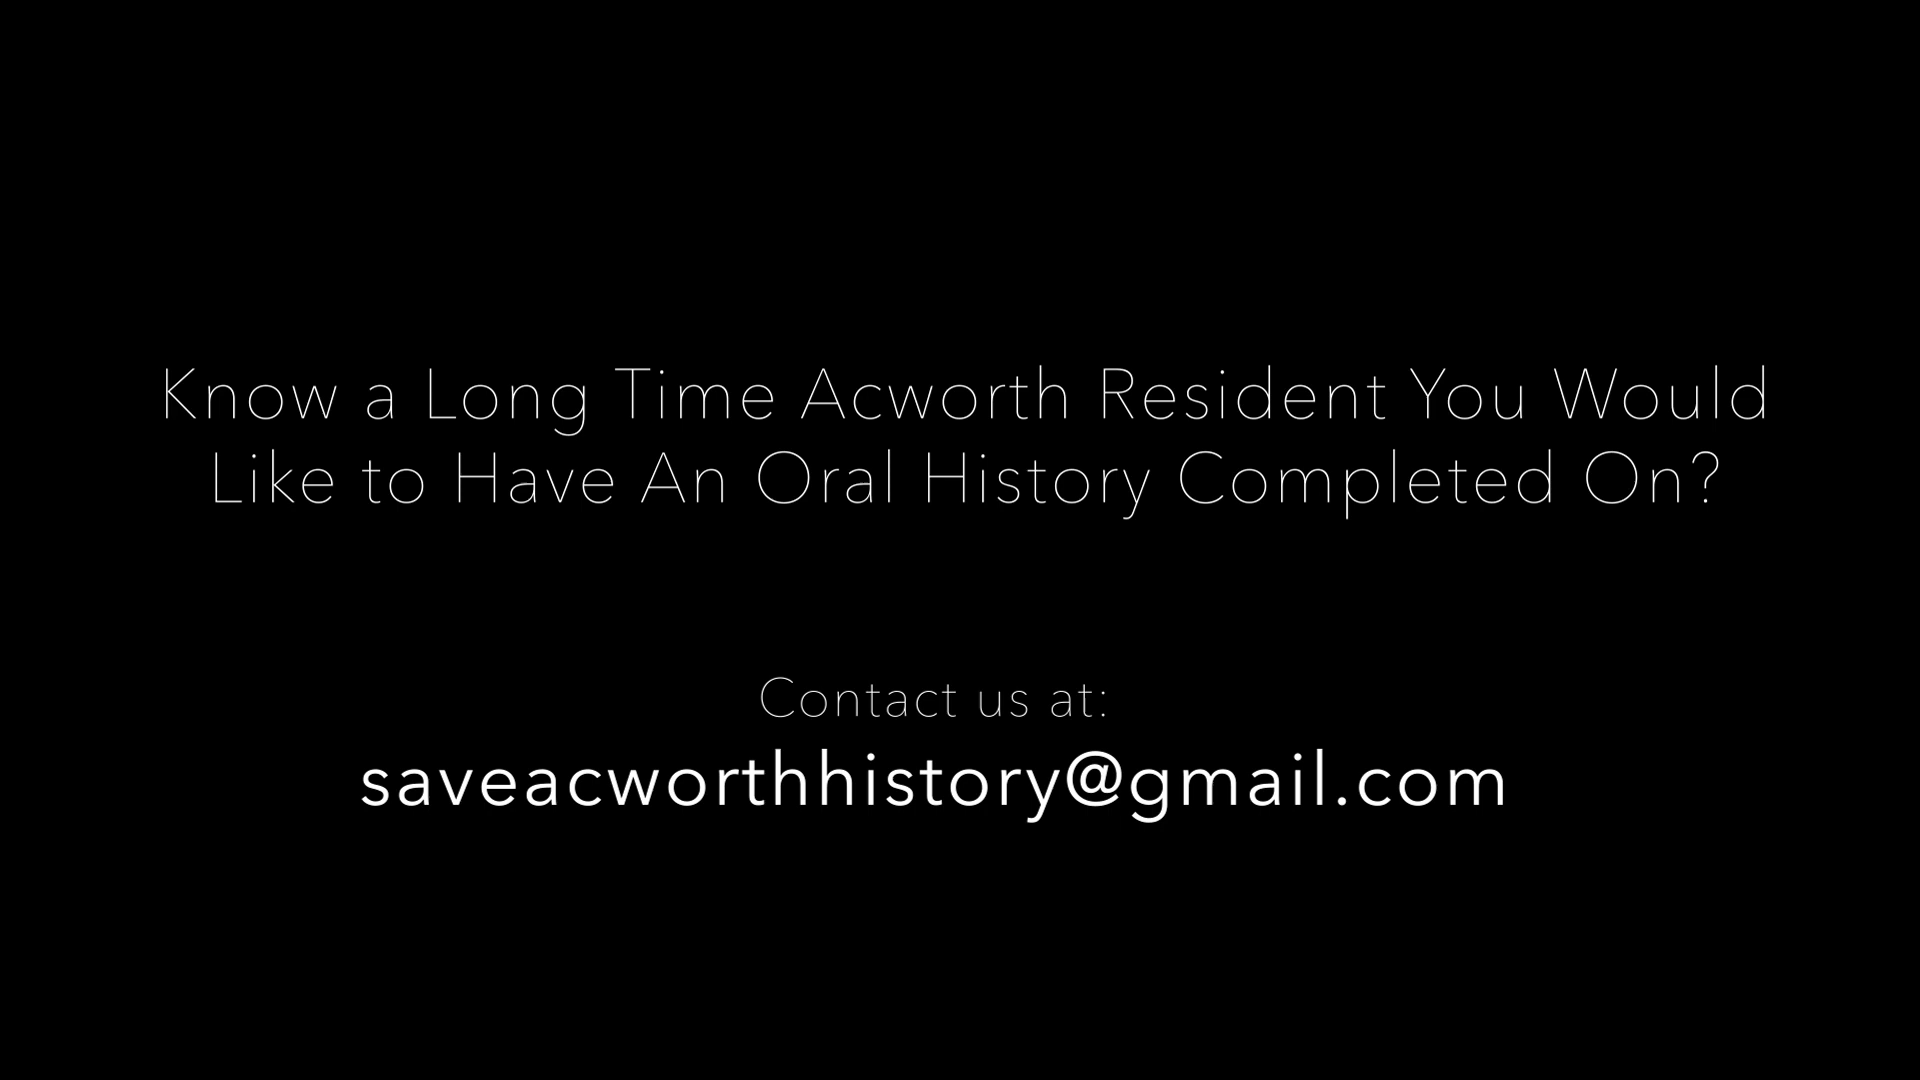 Know a Long Time Acworth Resident You Would
Like to Have An Oral History Completed On?
Contact us at:
saveacworthhistory@gmail.com